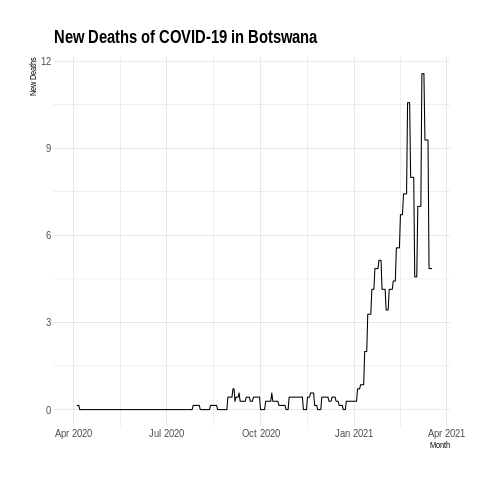 New Deaths of COVID-19 in Botswana
New Deaths
12
9
6
3
0
Apr 2020 Jul 2020 Oct 2020 Jan 2021 Apr 2021
Month